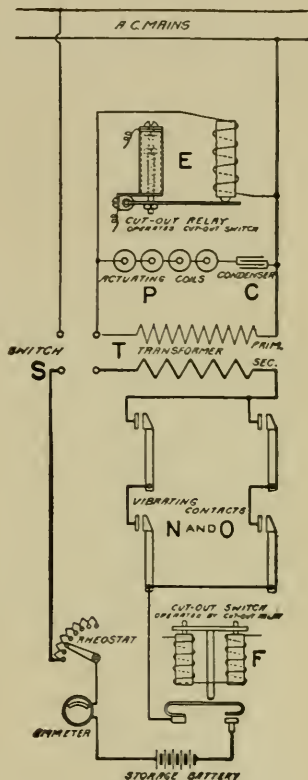 A.C. MAINS
E
CUT-OUT RELAY
OPERATED CUT-OUT SWITCH
ACTUATING COILS
CONDENSER
P
C
SWITCH
S
T
TRANSFORMER
PRIM.
SEC.
VIBRATING
CONTACTS
N AND O
CUT-OUT SWITCH
OPERATED BY CUT-OUT RELAY
F
RHEOSTAT
AMMETER
STORAGE BATTERY